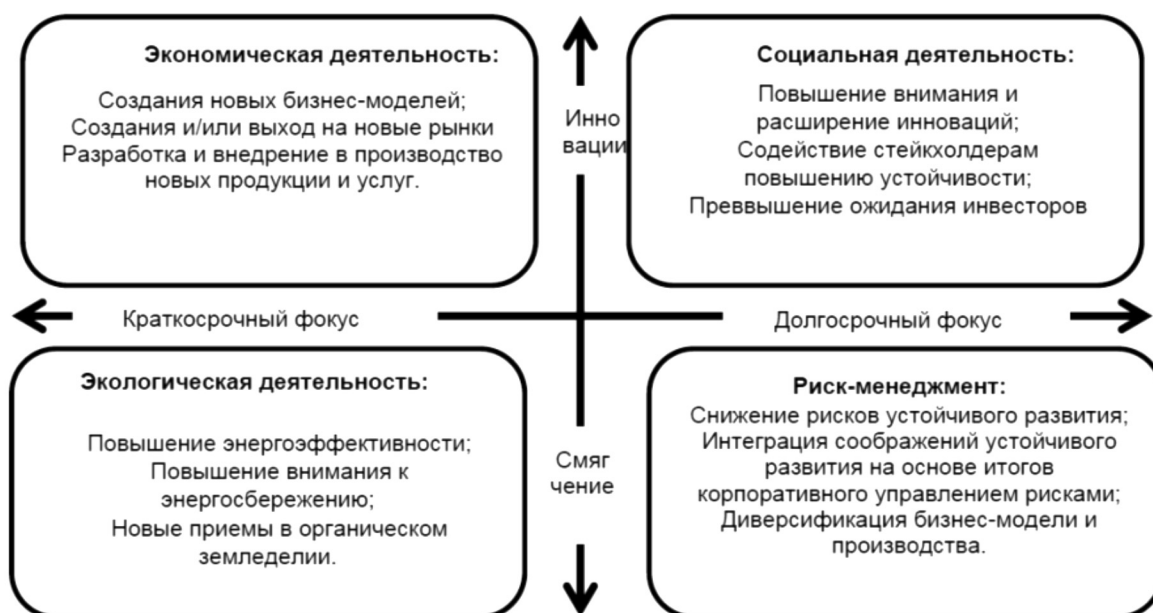 Экономическая деятельность:
Создания новых бизнес-моделей;
Создания и/или выход на новые рынки
Разработка и внедрение в производство
новых продукции и услуг.
Инно
вации
Социальная деятельность:
Повышение внимания и
расширение инноваций;
Содействие стейкхолдерам
повышению устойчивости;
Преввышение ожидания инвесторов
Краткосрочный фокус
Долгосрочный фокус
Экологическая деятельность:
Повышение энергоэффективности;
Повышение внимания к
энергосбережению;
Новые приемы в органическом
земледелии.
Смяг
чение
Риск-менеджмент:
Снижение рисков устойчивого развития;
Интеграция соображений устойчивого
развития на основе итогов
корпоративного управлением рисками;
Диверсификация бизнес-модели и
производства.